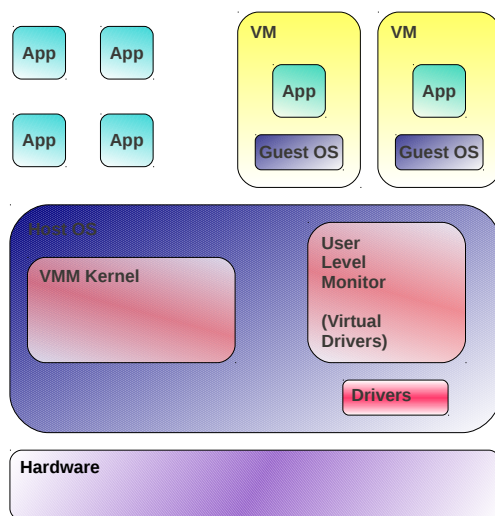 App
App
VM
VM
App
App
App
App
Guest OS
Guest OS
Host OS
VMM Kernel
User
Level
Monitor
(Virtual
Drivers)
Drivers
Hardware